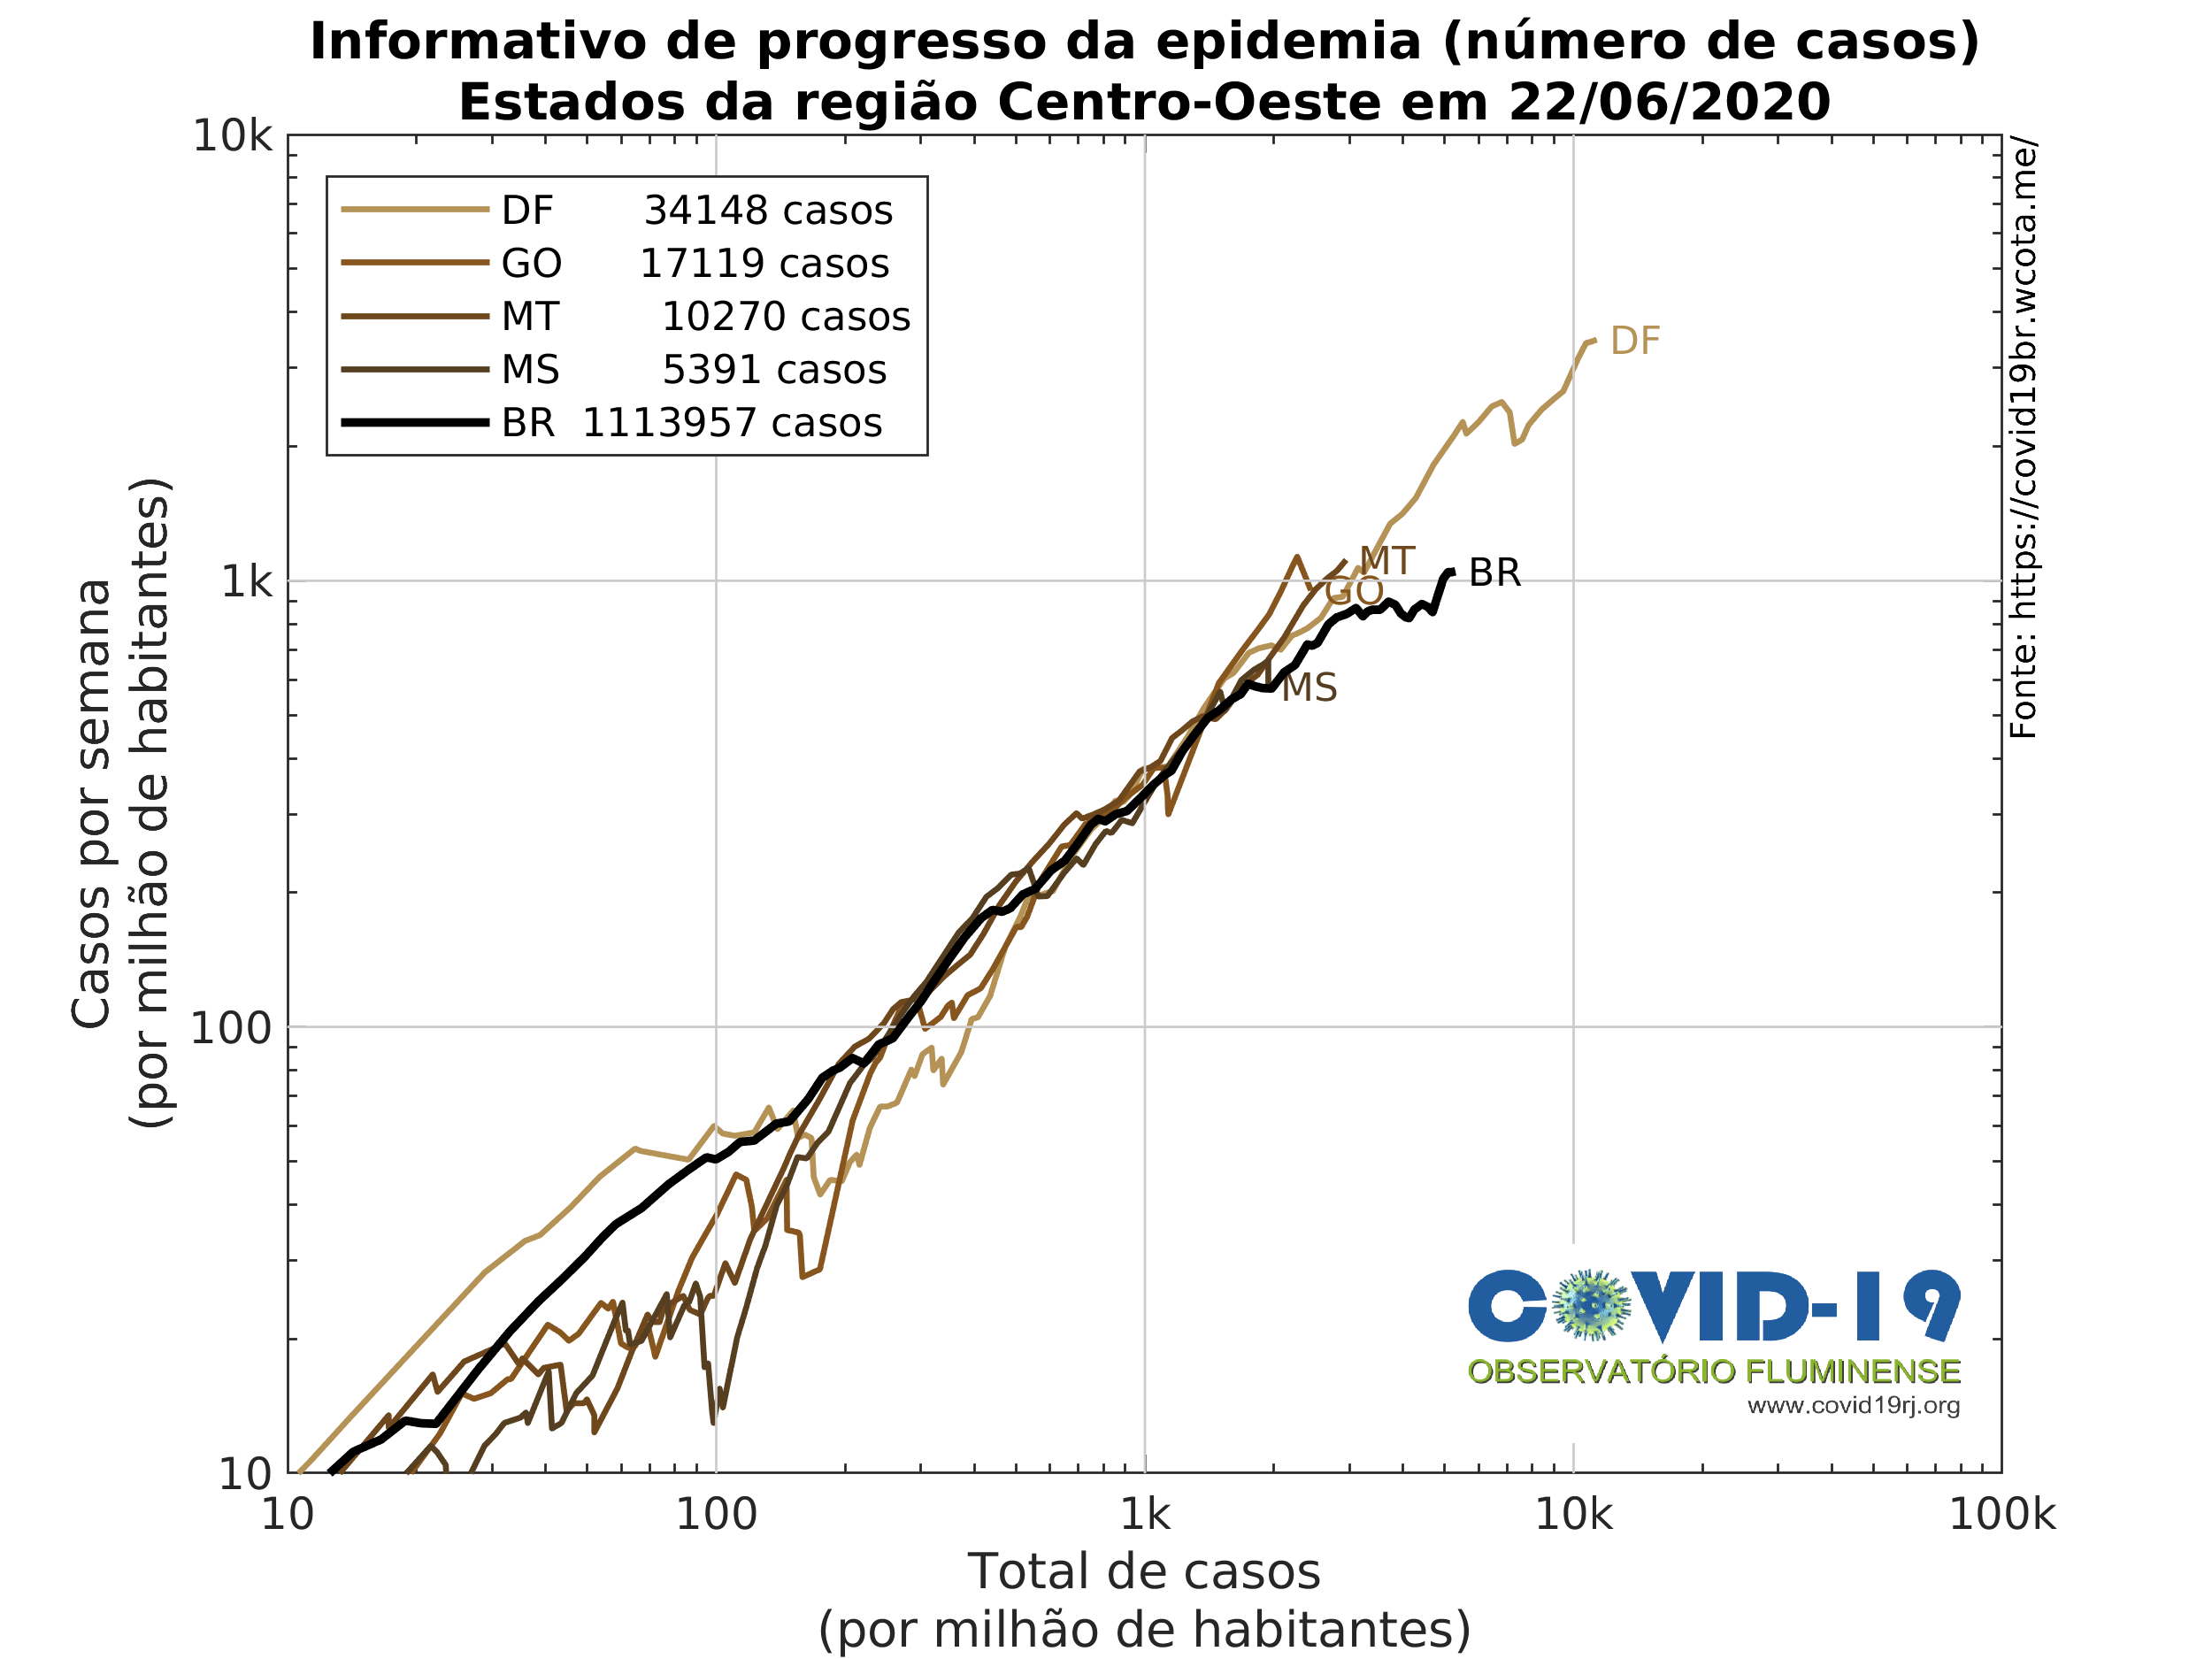 Informativo de progresso da epidemia (número de casos)
Estados da região Centro-Oeste em 22/06/2020
10k
1k
100
10
DF 34148 casos
GO 17119 casos
MT 10270 casos
MS 5391 casos
BR 1113957 casos
Casos por semana
(por milhão de habitantes)
DF
MT
GO
BR
MS
Fonte: https://covid19br.wcota.me/
COVID-19
OBSERVATÓRIO FLUMINENSE
www.covid19rj.org
10
100
1k
10k
100k
Total de casos
(por milhão de habitantes)